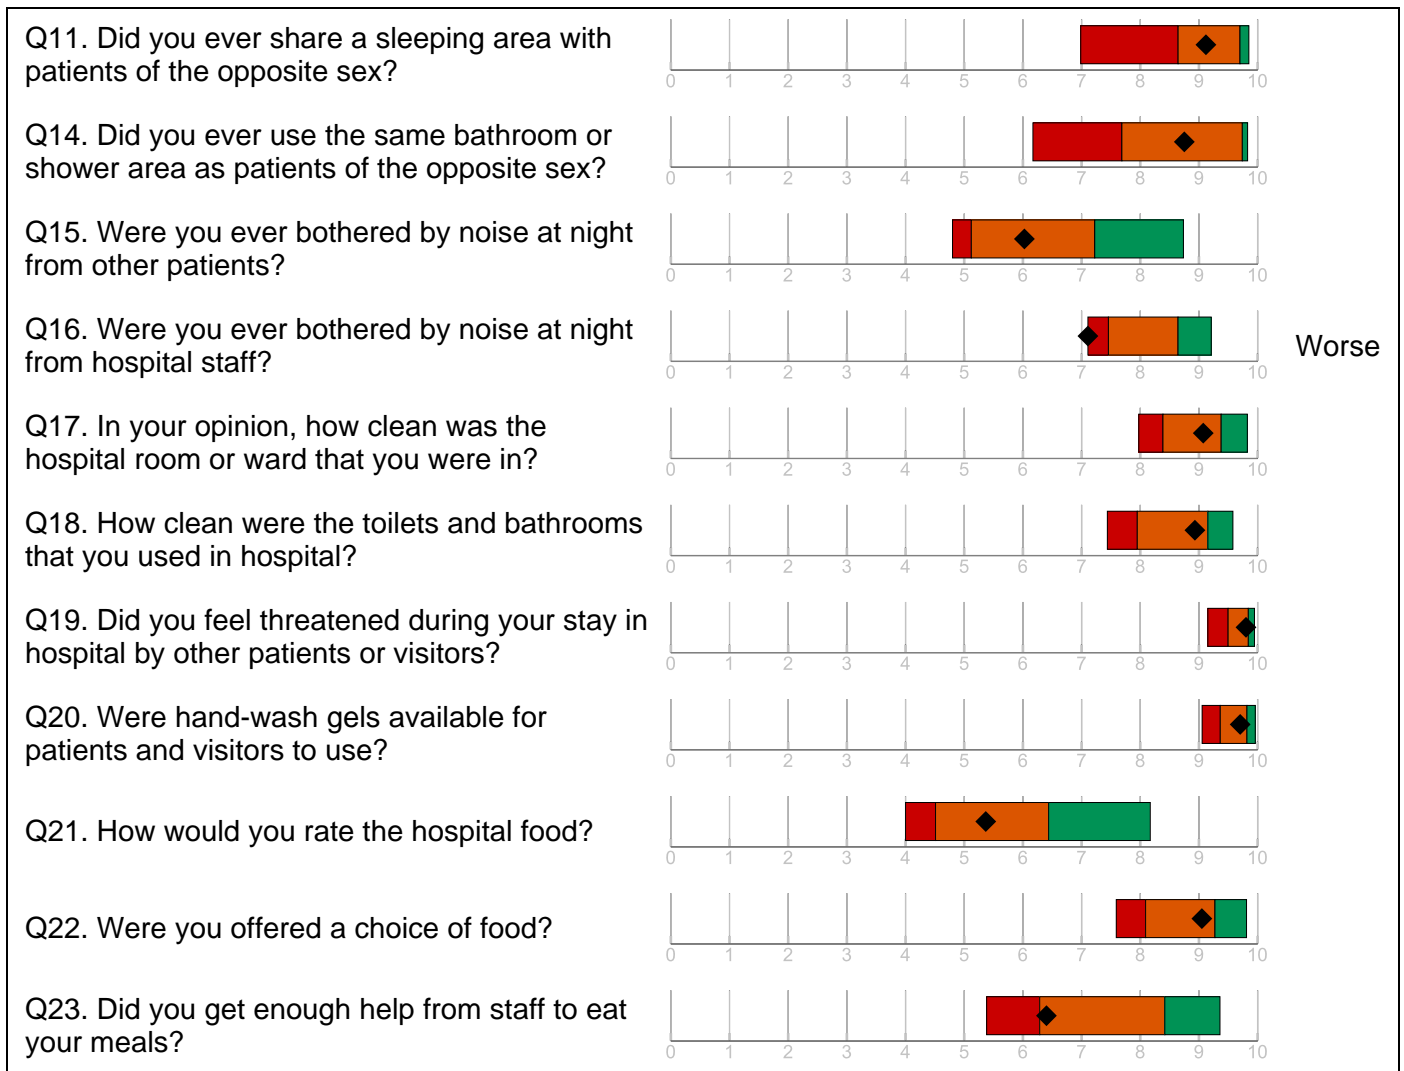 Q11. Did you ever share a sleeping area with
patients of the opposite sex?
0 1 2 3 4 5 6 7 8 9 10
Q14. Did you ever use the same bathroom or
shower area as patients of the opposite sex?
0 1 2 3 4 5 6 7 8 9 10
Q15. Were you ever bothered by noise at night
from other patients?
0 1 2 3 4 5 6 7 8 9 10
Q16. Were you ever bothered by noise at night
from hospital staff?
Worse
0 1 2 3 4 5 6 7 8 9 10
Q17. In your opinion, how clean was the
hospital room or ward that you were in?
0 1 2 3 4 5 6 7 8 9 10
Q18. How clean were the toilets and bathrooms
that you used in hospital?
0 1 2 3 4 5 6 7 8 9 10
Q19. Did you feel threatened during your stay in
hospital by other patients or visitors?
0 1 2 3 4 5 6 7 8 9 10
Q20. Were hand-wash gels available for
patients and visitors to use?
0 1 2 3 4 5 6 7 8 9 10
Q21. How would you rate the hospital food?
0 1 2 3 4 5 6 7 8 9 10
Q22. Were you offered a choice of food?
0 1 2 3 4 5 6 7 8 9 10
Q23. Did you get enough help from staff to eat
your meals?
0 1 2 3 4 5 6 7 8 9 10